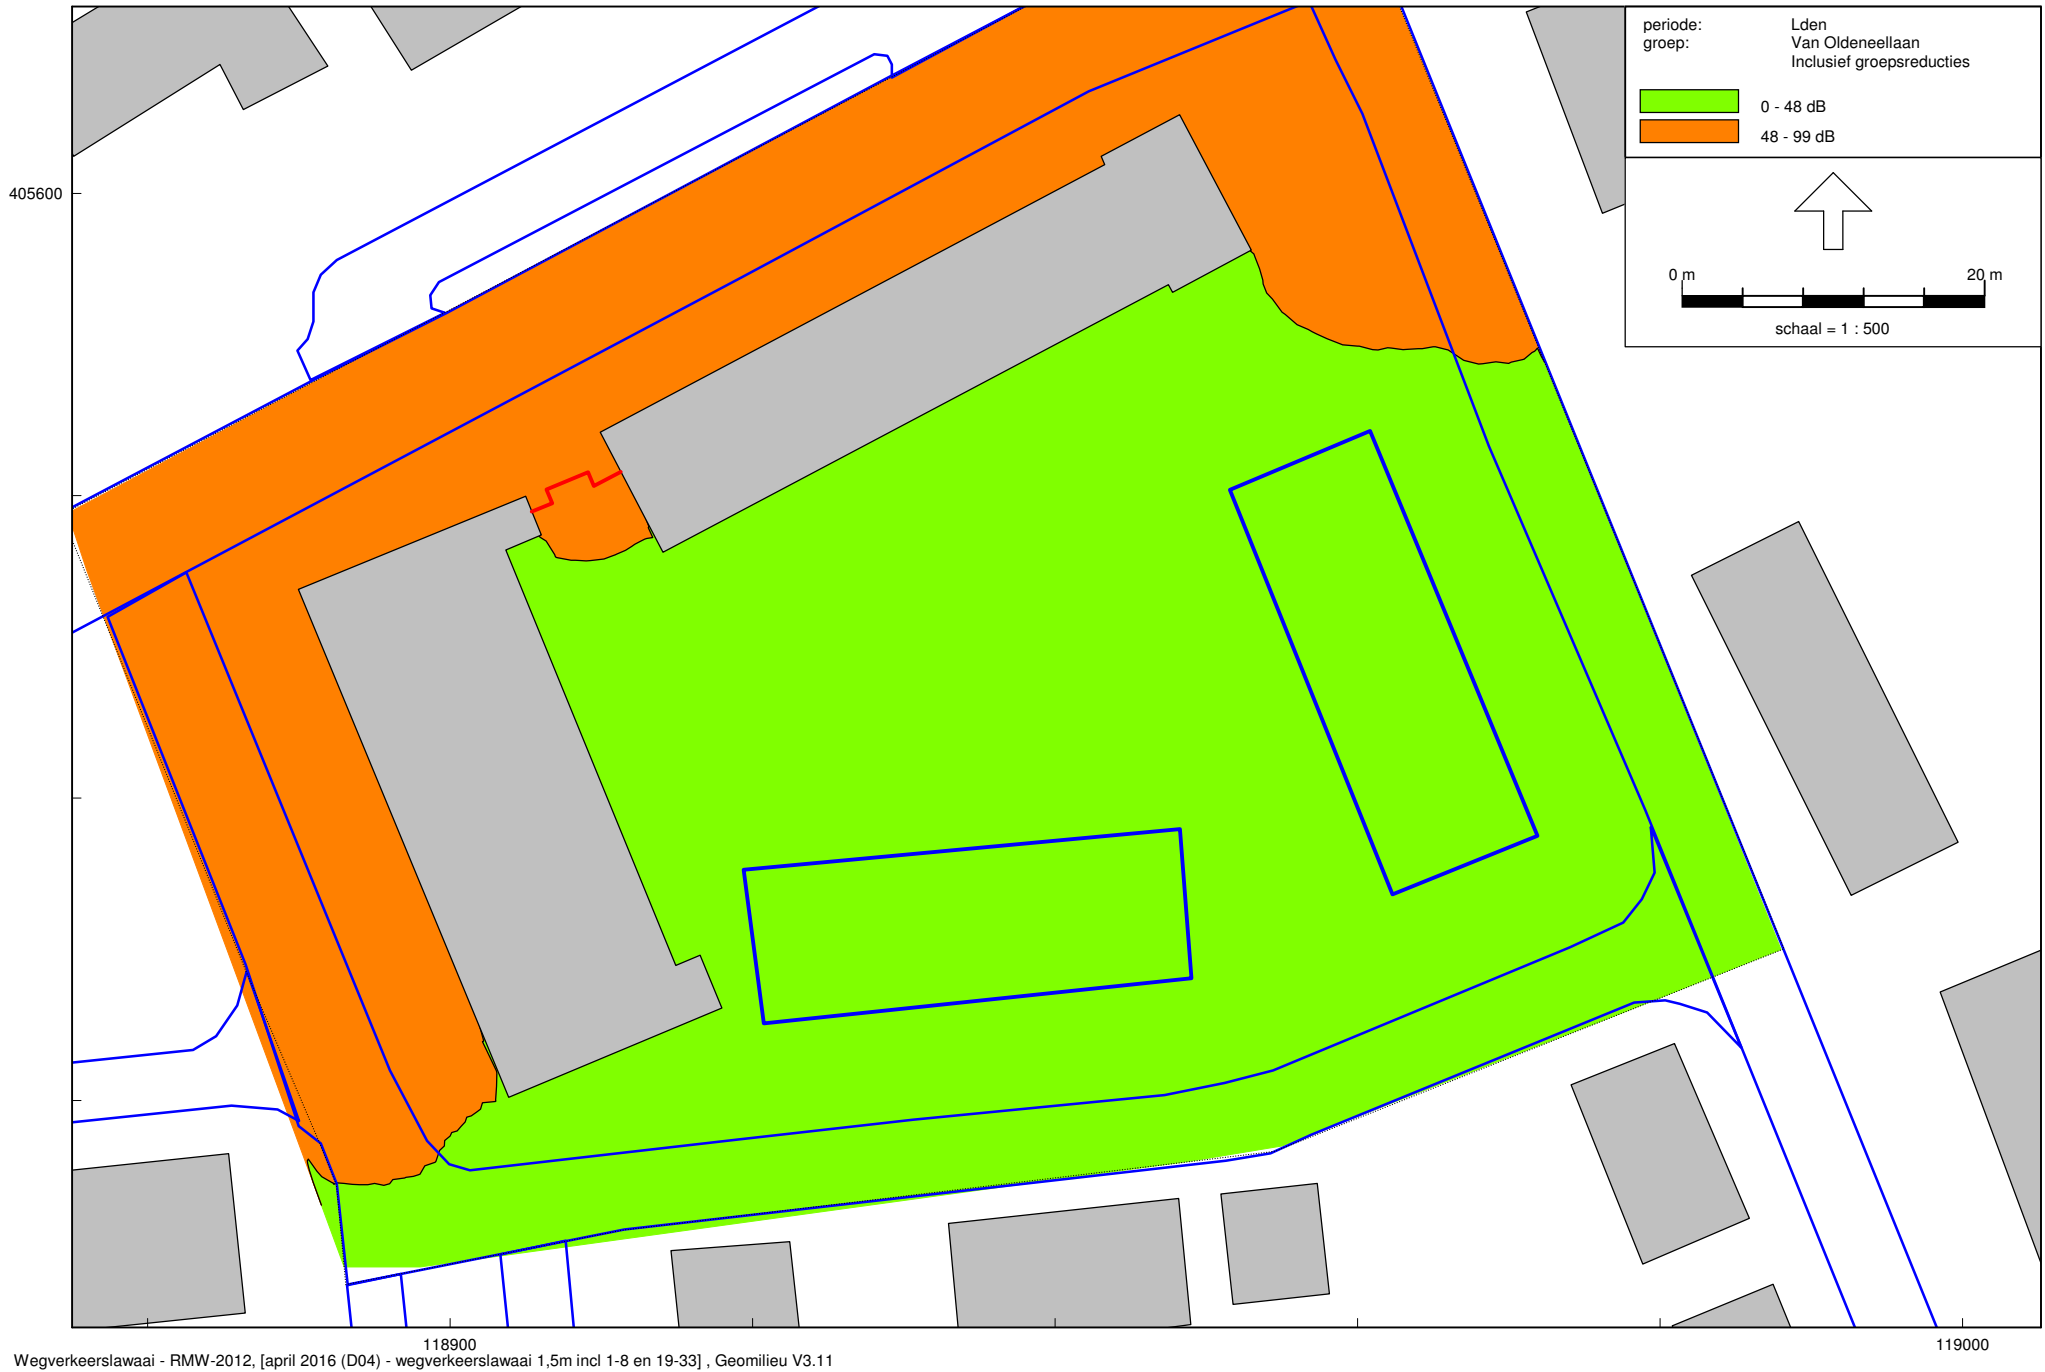 periode: Lden
groep: Van Oldeneellaan
Inclusief groepsreducties
0 - 48 dB
48 - 99 dB
405600
0 m 20 m
schaal = 1 : 500
118900 119000
Wegverkeerslawaai - RMW-2012, [april 2016 (D04) - wegverkeerslawaai 1,5m incl 1-8 en 19-33] , Geomilieu V3.11